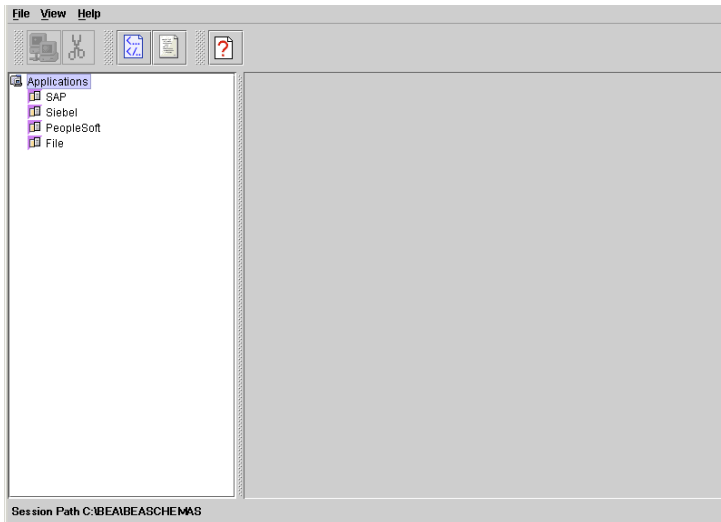 File View Help
Applications
SAP
Siebel
PeopleSoft
File
Session Path C:\BEA\BEASCHEMAS